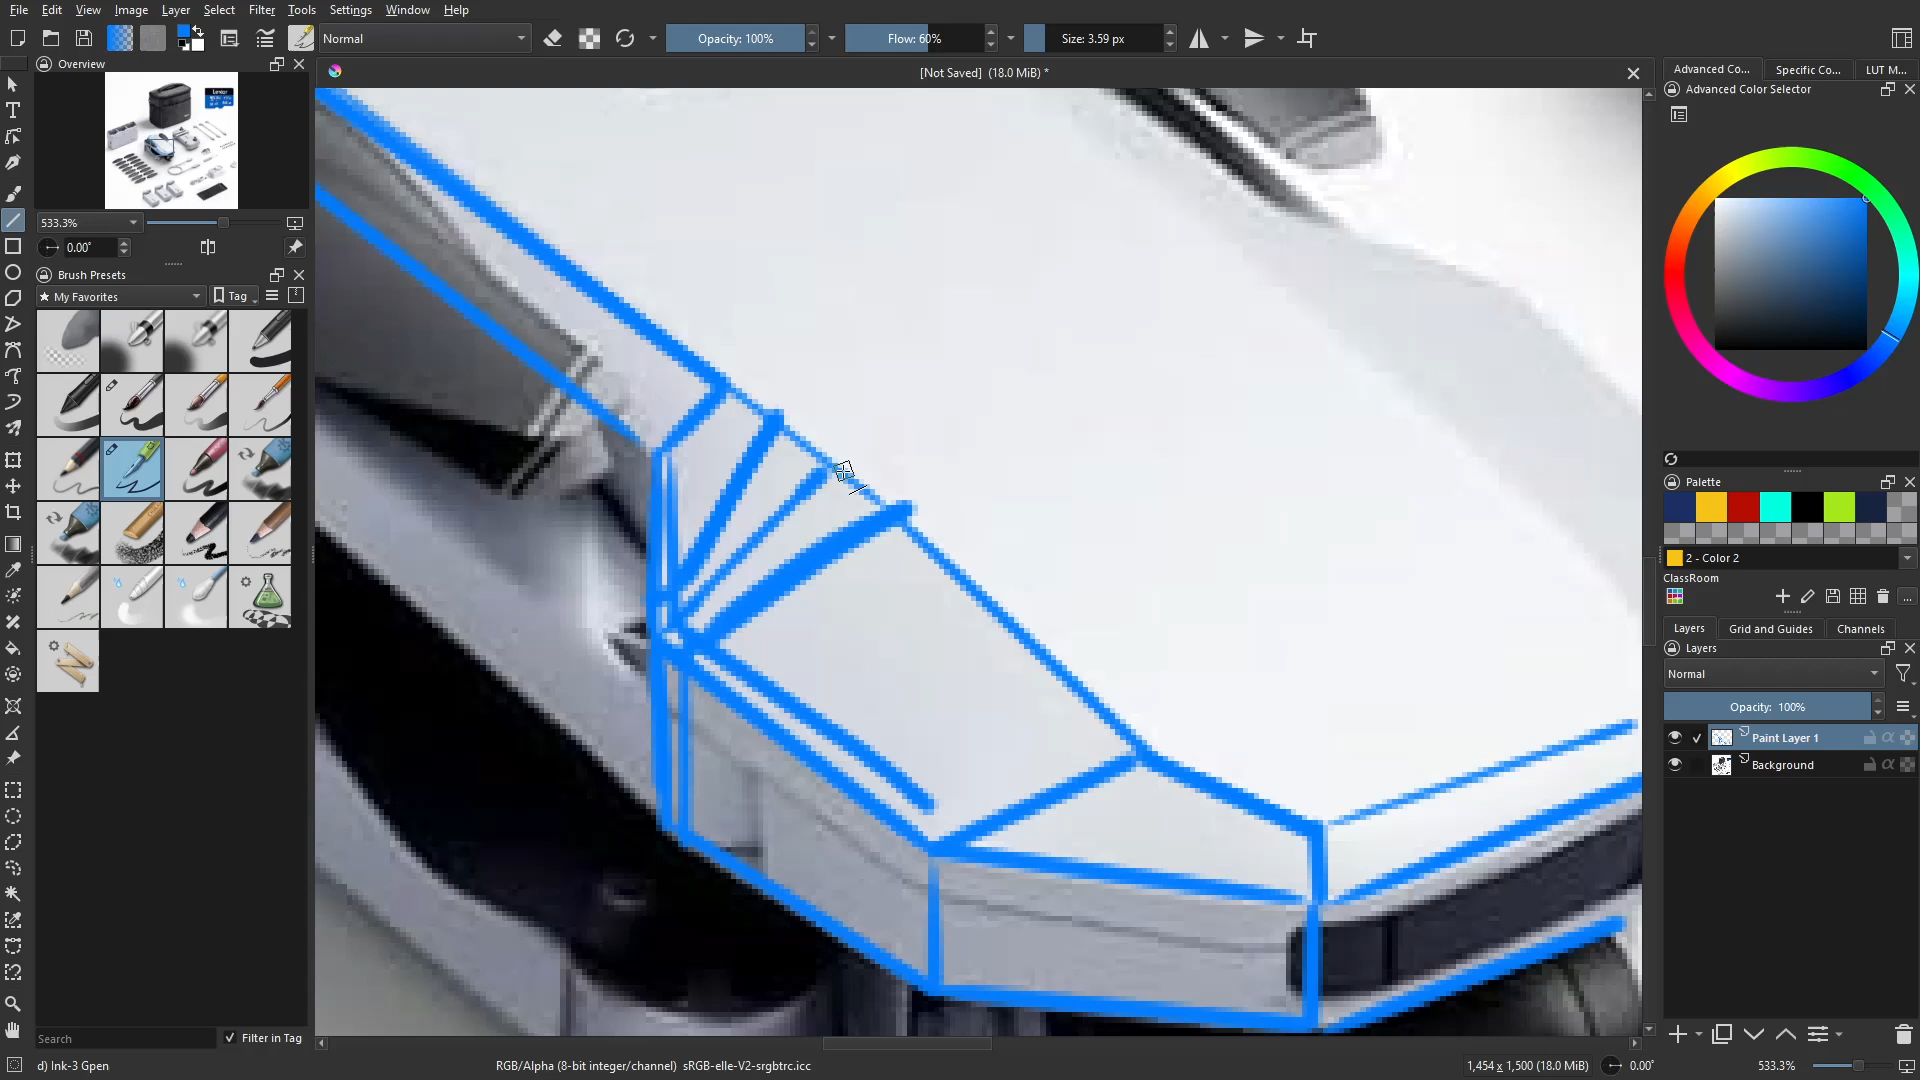 File Edit View Image Layer Select Filter Tools Settings Window Help
Normal Opacity: 100% Flow: 60% Size: 3.59 px
Overview
[Not Saved] (18.0 MiB) *
Lexar
533.3%
0.00°
Brush Presets
My Favorites Tag
Search Filter in Tag
d) Ink-3 Gpen
RGB/Alpha (8-bit integer/channel) sRGB-elle-V2-srgbtrc.icc
1,454 x 1,500 (18.0 MiB) 0.00° 533.3%
Advanced Co... Specific Co... LUT M...
Advanced Color Selector
Palette
2 - Color 2
ClassRoom
...
Layers Grid and Guides Channels
Layers
Normal
Opacity: 100%
Paint Layer 1
Background